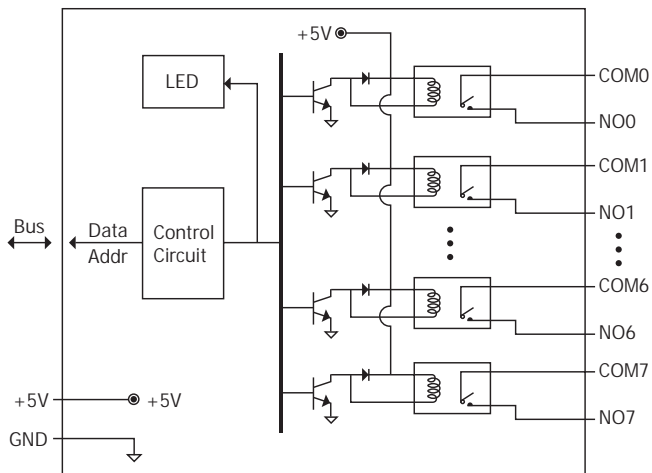 +5V
LED
COM0
NO0
COM1
NO1
Bus
Data
Addr
Control
Circuit
COM6
NO6
COM7
NO7
+5V
+5V
GND